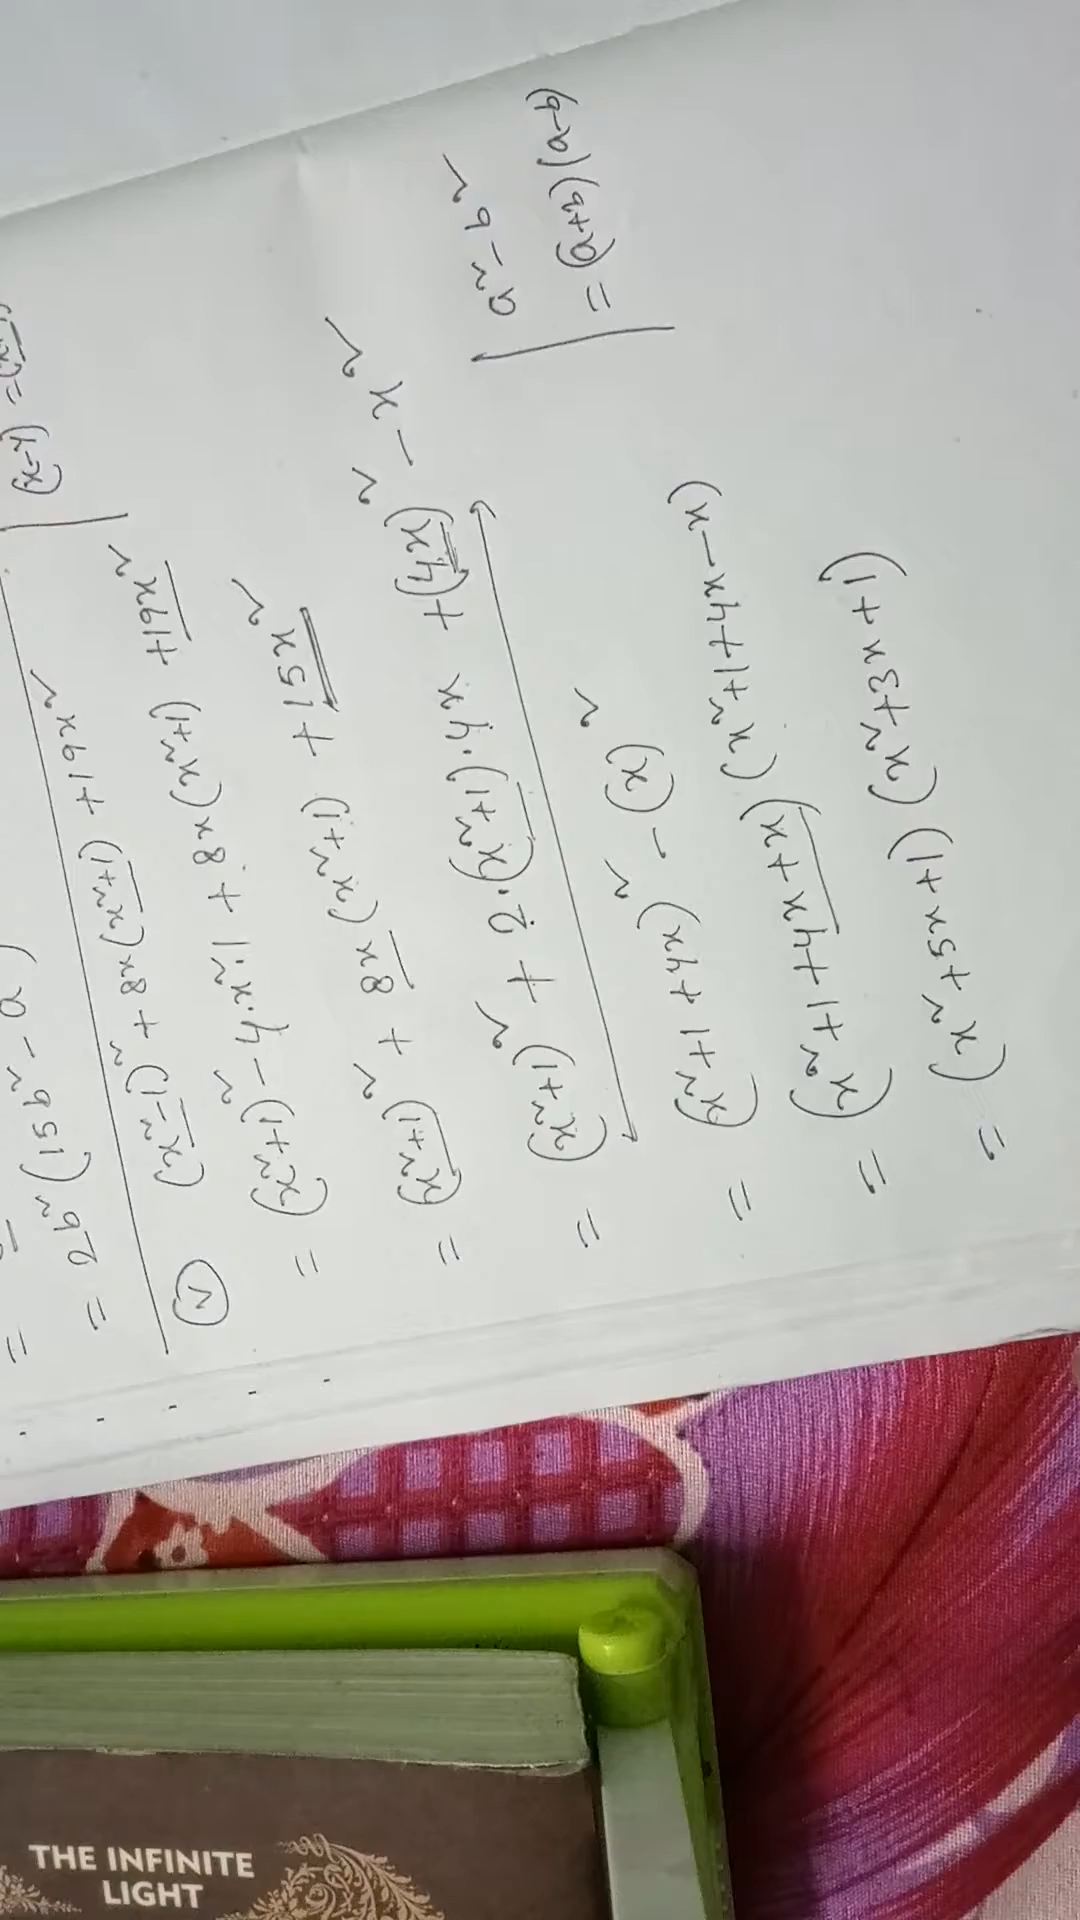 = 2b²(15b² - a
(v) (x²-1)² + 8x(x²+1) + 19x²
= (x²+1)² - 4.x².1 + 8x(x²+1) + 19x²
= (x²+1)² + 8x(x²+1) + 15x²
= (x²+1)² + 2.(x²+1).4x + (4x)² - x²
= (x²+1+4x)² - (x)²
a² - b²
= (a+b)(a-b)
= (x²+1+4x+x)(x²+1+4x-x)
= (x²+5x+1)(x²+3x+1)
THE INFINITE
LIGHT